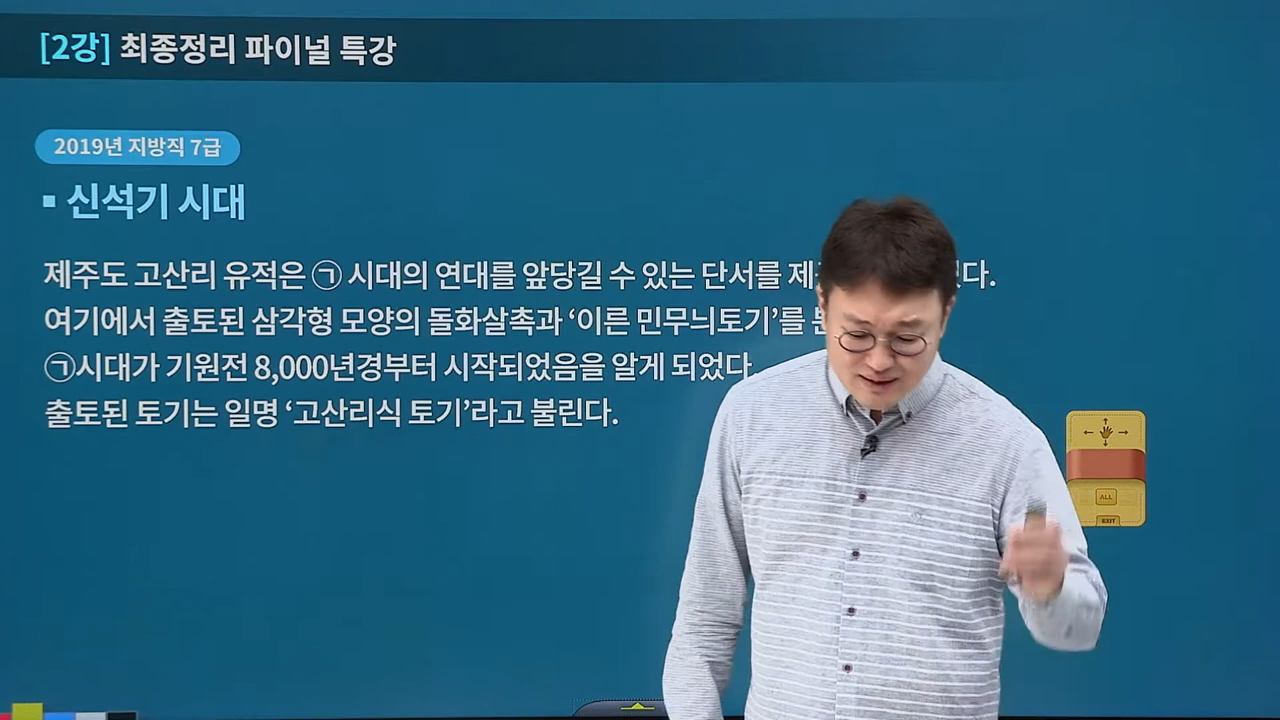 [2강] 최종정리 파이널 특강
2019년 지방직 7급
▪ 신석기 시대
제주도 고산리 유적은 ㉠ 시대의 연대를 앞당길 수 있는 단서를 다.
여기에서 출토된 삼각형 모양의 돌화살촉과 ‘이른 민무늬토기’를
㉠시대가 기원전 8,000년경부터 시작되었음을 알게 되었다.
출토된 토기는 일명 ‘고산리식 토기’라고 불린다.
ALL
EXIT